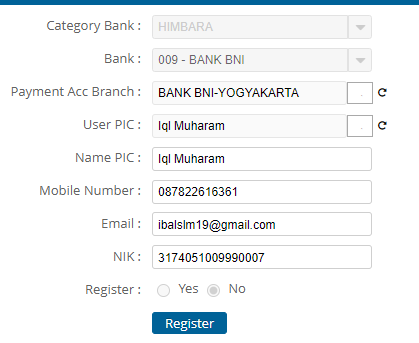 Category Bank : HIMBARA
Bank : 009 - BANK BNI
Payment Acc Branch : BANK BNI-YOGYAKARTA ...
User PIC : Iql Muharam ...
Name PIC : Iql Muharam
Mobile Number : 087822616361
Email : ibalslm19@gmail.com
NIK : 3174051009990007
Register : Yes No
Register